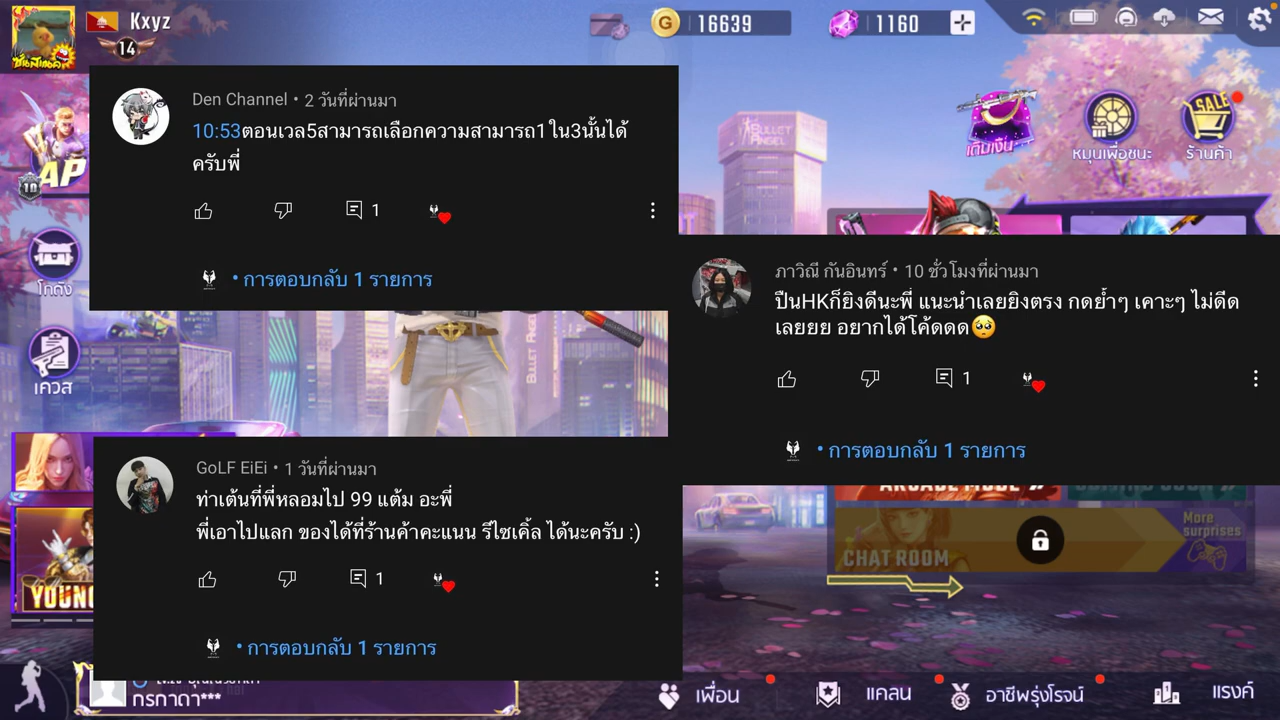 Kxyz
14
16639
1160
Den Channel • 2 วันที่ผ่านมา
10:53ตอนเวล5สามารถเลือกความสามารถ1ใน3นั้นได้
ครับพี่
1
• การตอบกลับ 1 รายการ
AP
10
โกดัง
เควส
BULLET ANGEL
BULLET ANGEL
เติมเงิน
หมุนเพื่อชนะ
SALE
ร้านค้า
ภาวิณี กันอินทร์ • 10 ชั่วโมงที่ผ่านมา
ปืนHKก็ยิงดีนะพี่ แนะนำเลยยิงตรง กดย้ำๆ เคาะๆ ไม่ดีด
เลยยย อยากได้โค้ดดด🥺
1
• การตอบกลับ 1 รายการ
GoLF EiEi • 1 วันที่ผ่านมา
ท่าเต้นที่พี่หลอมไป 99 แต้ม อะพี่
พี่เอาไปแลก ของได้ที่ร้านค้าคะแนน รีไซเคิ้ล ได้นะครับ :)
1
• การตอบกลับ 1 รายการ
ARCADE MODE
CHAT ROOM
More
surprises
YOUN
กรกาดา***
เพื่อน
แคลน
อาชีพรุ่งโรจน์
แรงค์